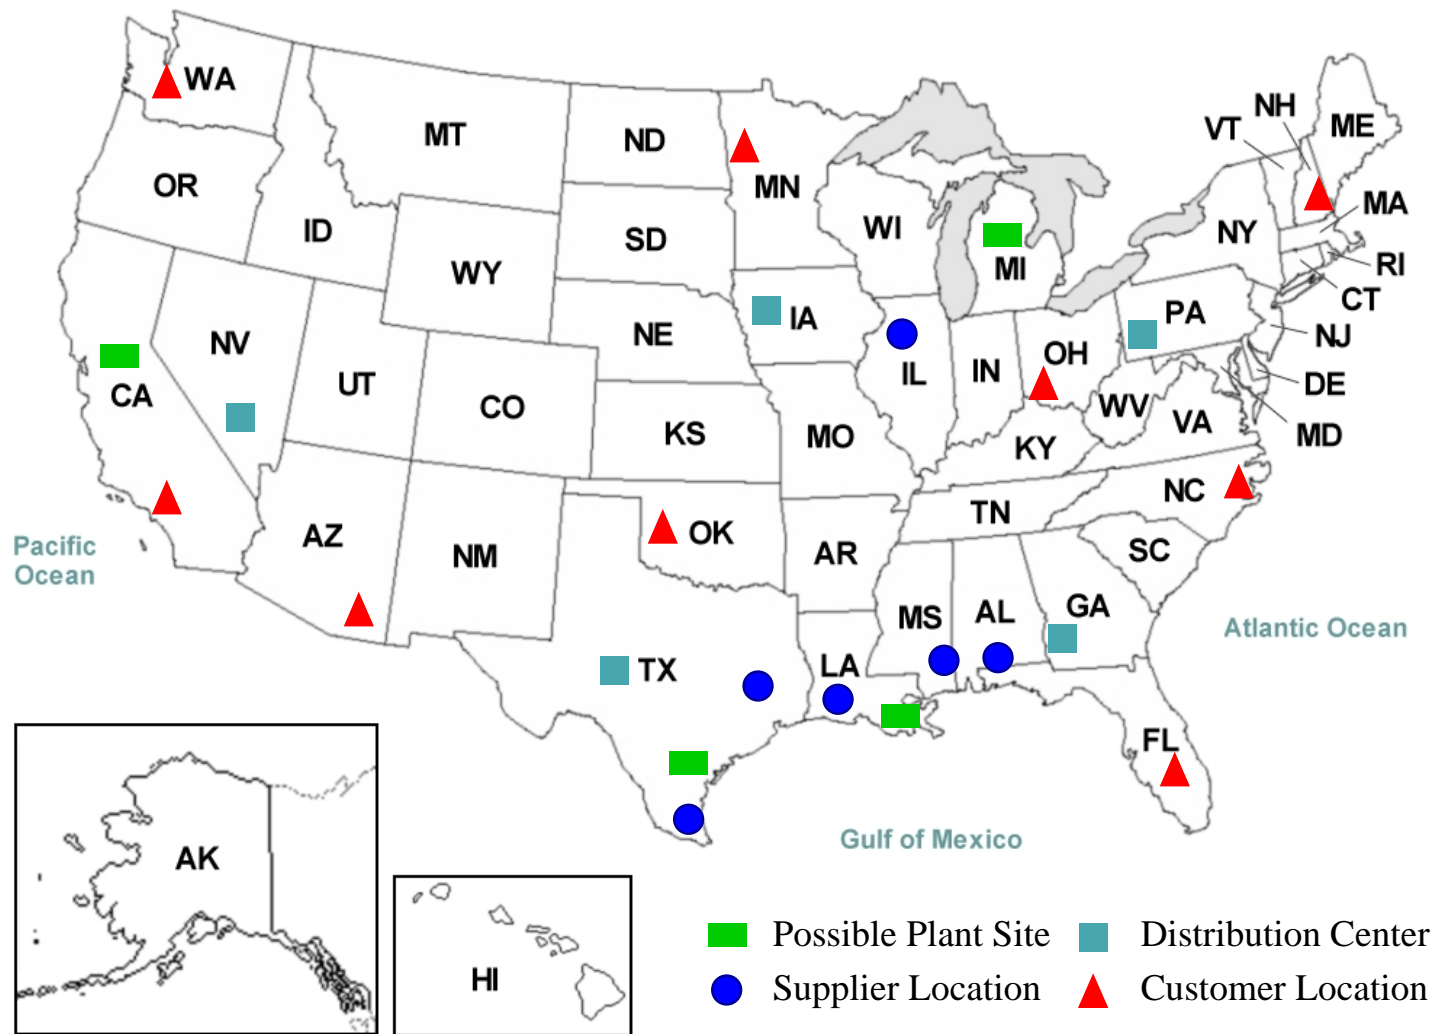 WA
MT
ND
MN
OR
ID
SD
WI
MI
NH
VT
ME
MA
NY
RI
CT
WY
IA
PA
NJ
NV
NE
IL
IN
OH
DE
CA
UT
CO
KS
MO
WV
VA
MD
KY
NC
TN
AZ
NM
OK
AR
SC
Pacific
Ocean
MS
AL
GA
Atlantic Ocean
TX
LA
FL
Gulf of Mexico
AK
HI
Possible Plant Site
Distribution Center
Supplier Location
Customer Location